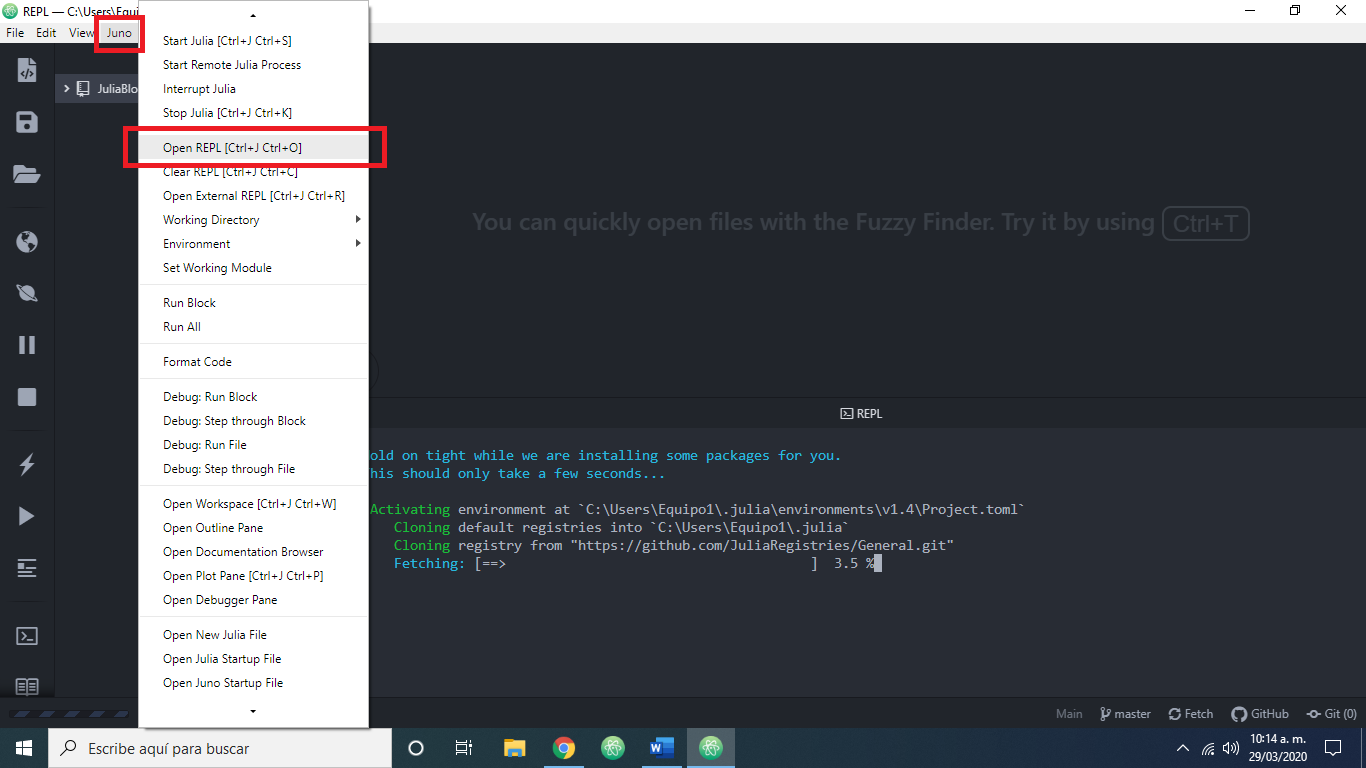 REPL — C:\Users\Equi
File Edit View Juno
JuliaBlo
Start Julia [Ctrl+J Ctrl+S]
Start Remote Julia Process
Interrupt Julia
Stop Julia [Ctrl+J Ctrl+K]
Open REPL [Ctrl+J Ctrl+O]
Clear REPL [Ctrl+J Ctrl+C]
Open External REPL [Ctrl+J Ctrl+R]
Working Directory
Environment
Set Working Module
Run Block
Run All
Format Code
Debug: Run Block
Debug: Step through Block
Debug: Run File
Debug: Step through File
Open Workspace [Ctrl+J Ctrl+W]
Open Outline Pane
Open Documentation Browser
Open Plot Pane [Ctrl+J Ctrl+P]
Open Debugger Pane
Open New Julia File
Open Julia Startup File
Open Juno Startup File
You can quickly open files with the Fuzzy Finder. Try it by using Ctrl+T
REPL
old on tight while we are installing some packages for you.
his should only take a few seconds...
Activating environment at `C:\Users\Equipo1\.julia\environments\v1.4\Project.toml`
Cloning default registries into `C:\Users\Equipo1\.julia`
Cloning registry from "https://github.com/JuliaRegistries/General.git"
Fetching: [==> ] 3.5 %
Main master Fetch GitHub Git (0)
Escribe aquí para buscar
10:14 a. m.
29/03/2020